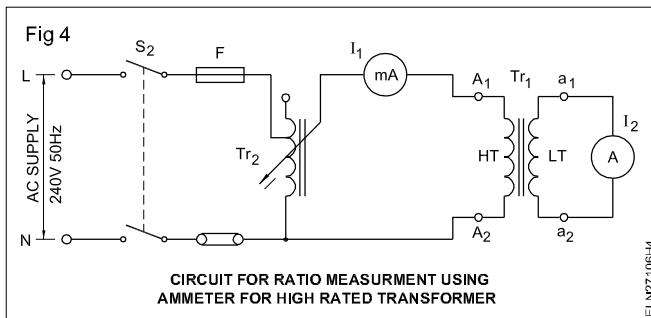 Fig 4
S2
F
I1
mA
A1
Tr1
a1
I2
L
AC SUPPLY
240V 50Hz
Tr2
HT
LT
A
N
A2
a2
CIRCUIT FOR RATIO MEASURMENT USING
AMMETER FOR HIGH RATED TRANSFORMER
ELN27106H4